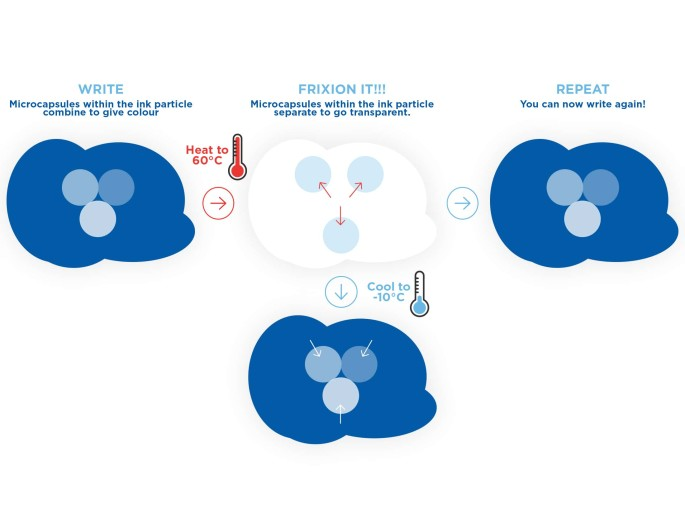 WRITE
Microcapsules within the ink particle
combine to give colour
FRIXION IT!!!
Microcapsules within the ink particle
separate to go transparent.
REPEAT
You can now write again!
Heat to
60°C
Cool to
-10°C